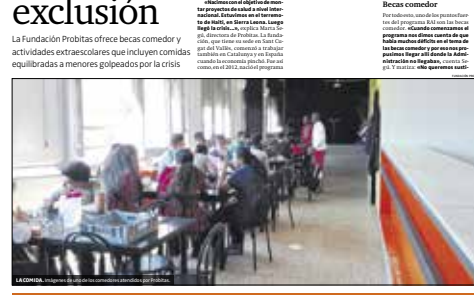 exclusión
La Fundación Probitas ofrece becas comedor y
actividades extraescolares que incluyen comidas
equilibradas a menores golpeados por la crisis
«Nacimos con el objetivo de mon-
tar proyectos de salud a nivel inter-
nacional. Estuvimos en el terremo-
to de Haití, en Sierra Leona. Luego
llegó la crisis...», explica Marta Se-
gú, directora de Probitas. La funda-
ción, que tiene su sede en Sant Cu-
gat del Vallès, comenzó a trabajar
también en Catalunya y en España
cuando la economía pinchó. Fue así
como, en el 2012, nació el programa
Becas comedor
Por todo esto, uno de los puntos fuer-
tes del programa RAI son las becas
comedor. «Cuando comenzamos el
programa nos dimos cuenta de que
había muchos déficits en el tema de
las becas comedor y por eso nos pro-
pusimos llegar allí donde la Admi-
nistración no llegaba», cuenta Se-
gú. Y matiza: «No queremos susti-
LA COMIDA. Imágenes de uno de los comedores atendidos por Probitas.